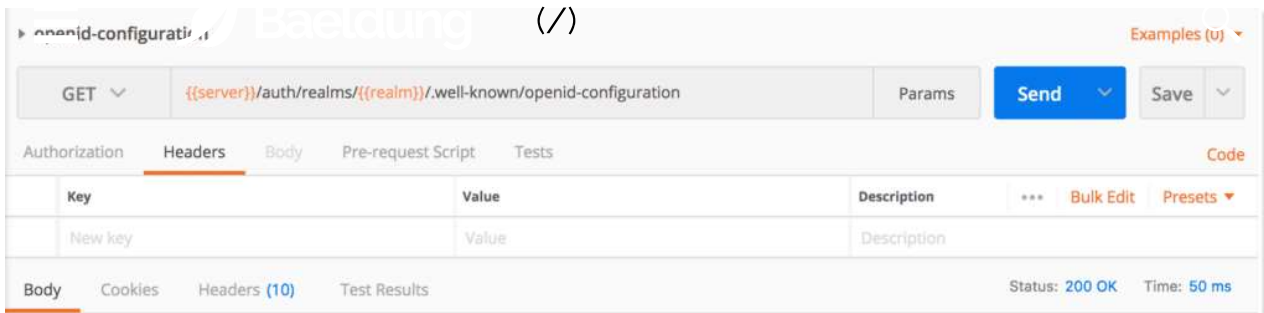 Baeldung (/)
openid-configuration Examples (0)
GET {{server}}/auth/realms/{{realm}}/.well-known/openid-configuration Params Send Save
Authorization Headers Body Pre-request Script Tests Code
Key Value Description ••• Bulk Edit Presets
New key Value Description
Body Cookies Headers (10) Test Results Status: 200 OK Time: 50 ms